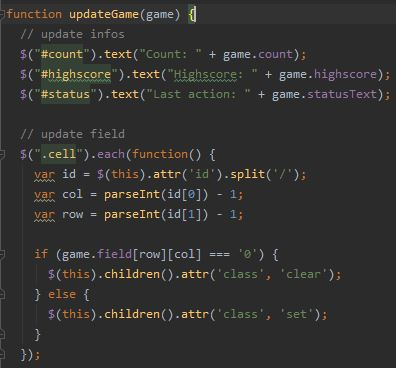 function updateGame(game) {
// update infos
$("#count").text("Count: " + game.count);
$("#highscore").text("Highscore: " + game.highscore);
$("#status").text("Last action: " + game.statusText);
// update field
$(".cell").each(function() {
var id = $(this).attr('id').split('/');
var col = parseInt(id[0]) - 1;
var row = parseInt(id[1]) - 1;
if (game.field[row][col] === '0') {
$(this).children().attr('class', 'clear');
} else {
$(this).children().attr('class', 'set');
}
});